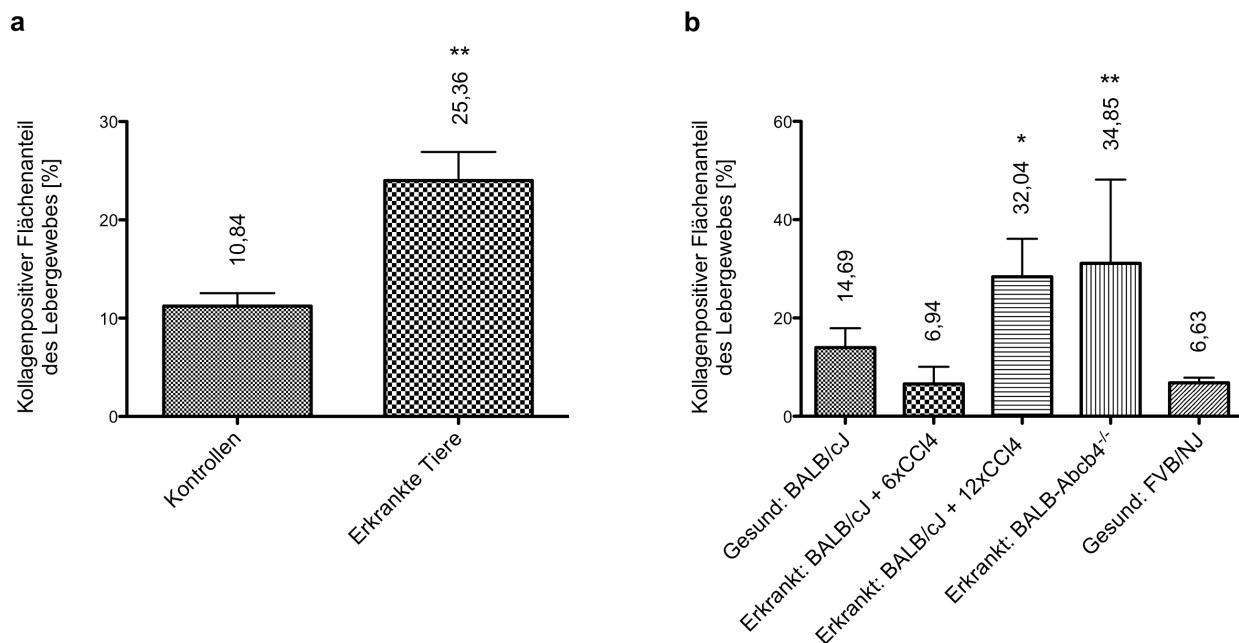 a
Kollagenpositiver Flächenanteil
des Lebergewebes [%]
30
20
10
0
10,84
25,36 **
Kontrollen
Erkrankte Tiere
b
Kollagenpositiver Flächenanteil
des Lebergewebes [%]
60
40
20
0
14,69
6,94
32,04 *
34,85 **
6,63
Gesund: BALB/cJ
Erkrankt: BALB/cJ + 6xCCl4
Erkrankt: BALB/cJ + 12xCCl4
Erkrankt: BALB-Abcb4-/-
Gesund: FVB/NJ